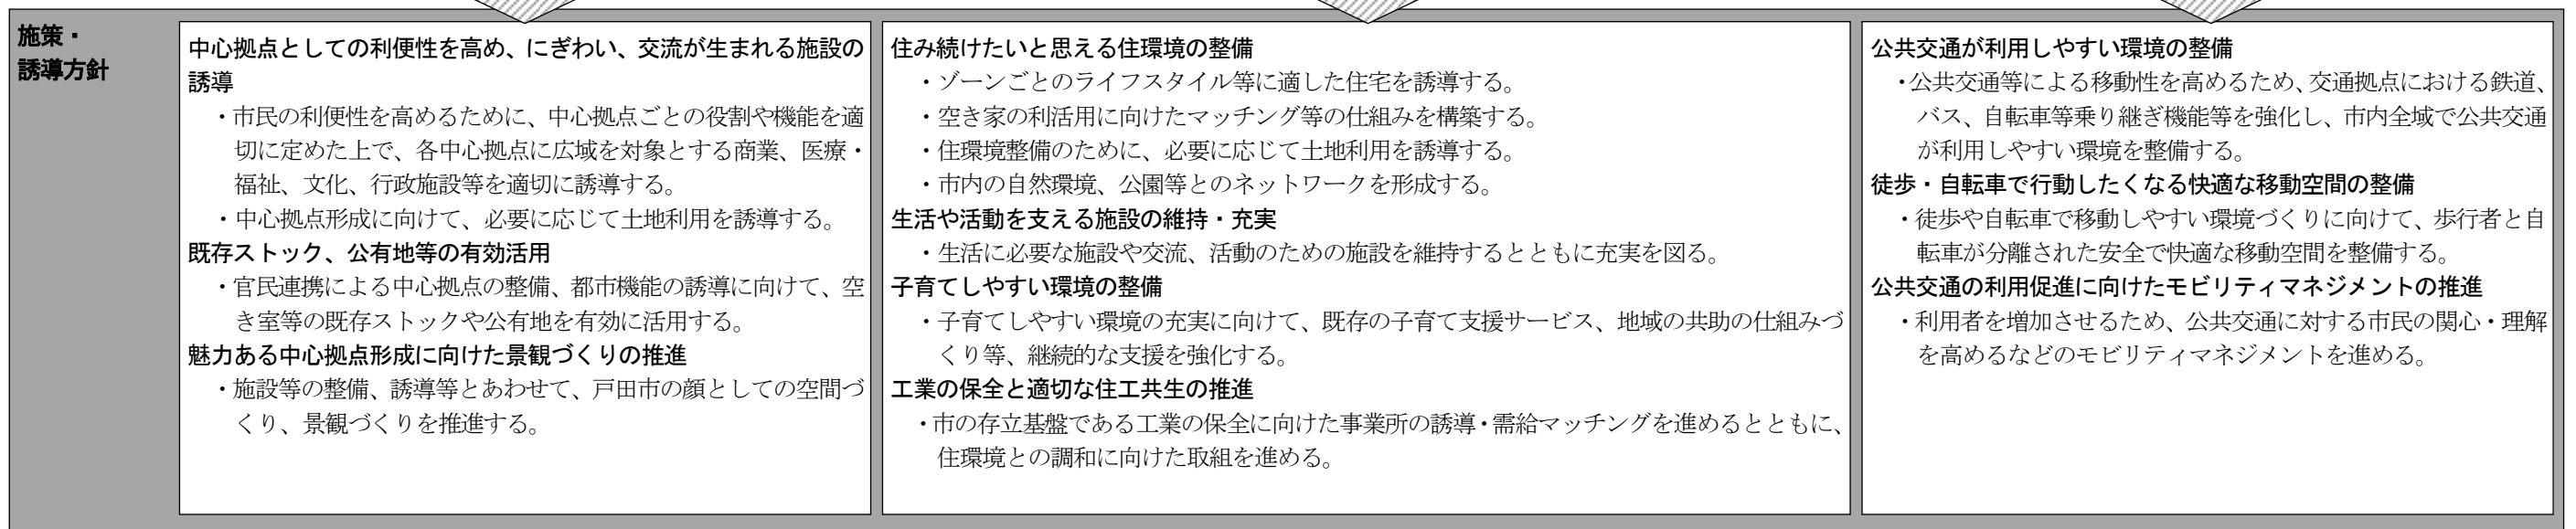 施策・
誘導方針
中心拠点としての利便性を高め、にぎわい、交流が生まれる施設の
誘導
・市民の利便性を高めるために、中心拠点ごとの役割や機能を適
切に定めた上で、各中心拠点に広域を対象とする商業、医療・
福祉、文化、行政施設等を適切に誘導する。
・中心拠点形成に向けて、必要に応じて土地利用を誘導する。
既存ストック、公有地等の有効活用
・官民連携による中心拠点の整備、都市機能の誘導に向けて、空
き室等の既存ストックや公有地を有効に活用する。
魅力ある中心拠点形成に向けた景観づくりの推進
・施設等の整備、誘導等とあわせて、戸田市の顔としての空間づ
くり、景観づくりを推進する。
住み続けたいと思える住環境の整備
・ゾーンごとのライフスタイル等に適した住宅を誘導する。
・空き家の利活用に向けたマッチング等の仕組みを構築する。
・住環境整備のために、必要に応じて土地利用を誘導する。
・市内の自然環境、公園等とのネットワークを形成する。
生活や活動を支える施設の維持・充実
・生活に必要な施設や交流、活動のための施設を維持するとともに充実を図る。
子育てしやすい環境の整備
・子育てしやすい環境の充実に向けて、既存の子育て支援サービス、地域の共助の仕組みづ
くり等、継続的な支援を強化する。
工業の保全と適切な住工共生の推進
・市の存立基盤である工業の保全に向けた事業所の誘導・需給マッチングを進めるとともに、
住環境との調和に向けた取組を進める。
公共交通が利用しやすい環境の整備
・公共交通等による移動性を高めるため、交通拠点における鉄道、
バス、自転車等乗り継ぎ機能等を強化し、市内全域で公共交通
が利用しやすい環境を整備する。
徒歩・自転車で行動したくなる快適な移動空間の整備
・徒歩や自転車で移動しやすい環境づくりに向けて、歩行者と自
転車が分離された安全で快適な移動空間を整備する。
公共交通の利用促進に向けたモビリティマネジメントの推進
・利用者を増加させるため、公共交通に対する市民の関心・理解
を高めるなどのモビリティマネジメントを進める。